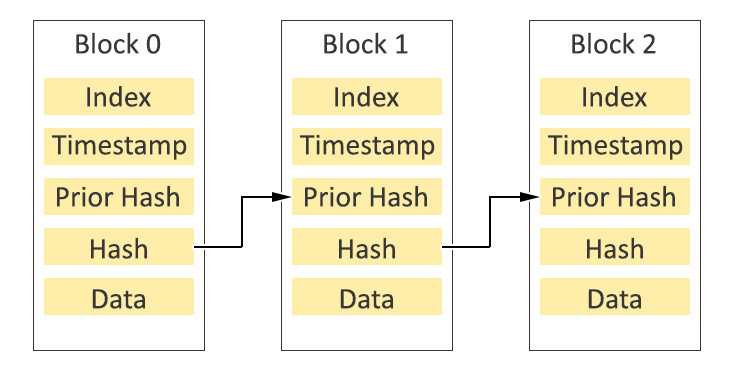 Block 0
Index
Timestamp
Prior Hash
Hash
Data
Block 1
Index
Timestamp
Prior Hash
Hash
Data
Block 2
Index
Timestamp
Prior Hash
Hash
Data